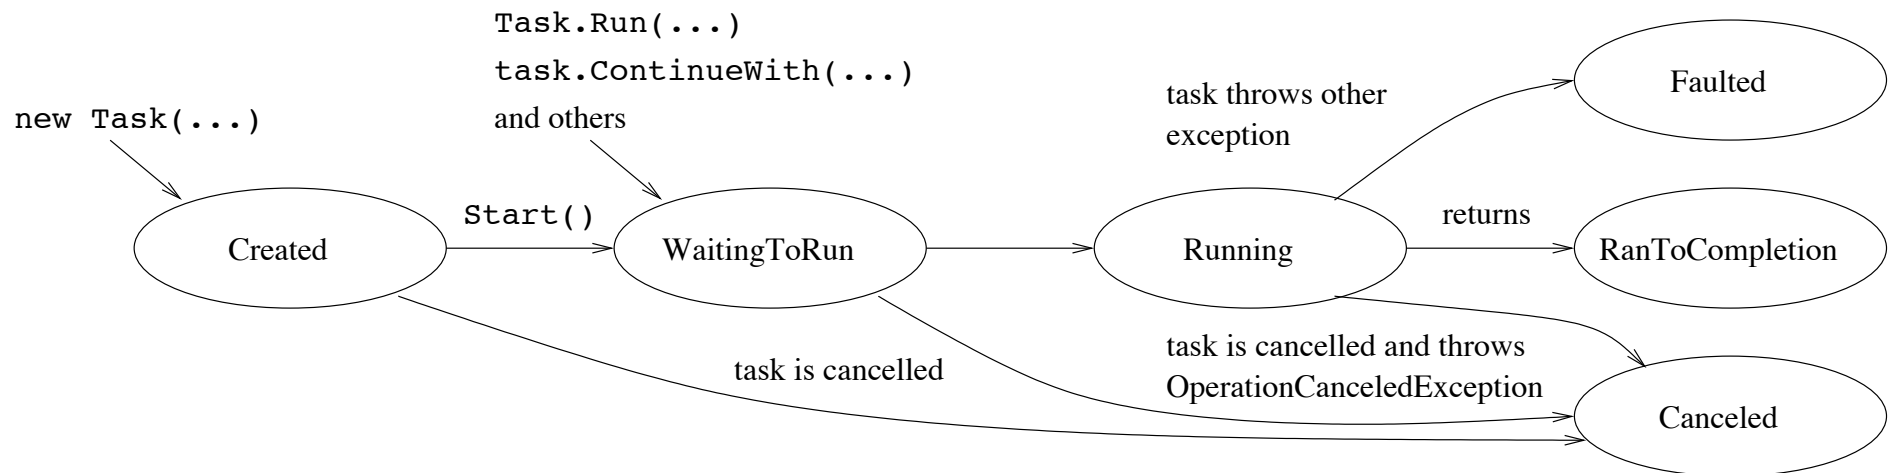 Task.Run(...)
task.ContinueWith(...)
and others
new Task(...)
task throws other
exception
Faulted
Start()
returns
Created
WaitingToRun
Running
RanToCompletion
task is cancelled
task is cancelled and throws
OperationCanceledException
Canceled